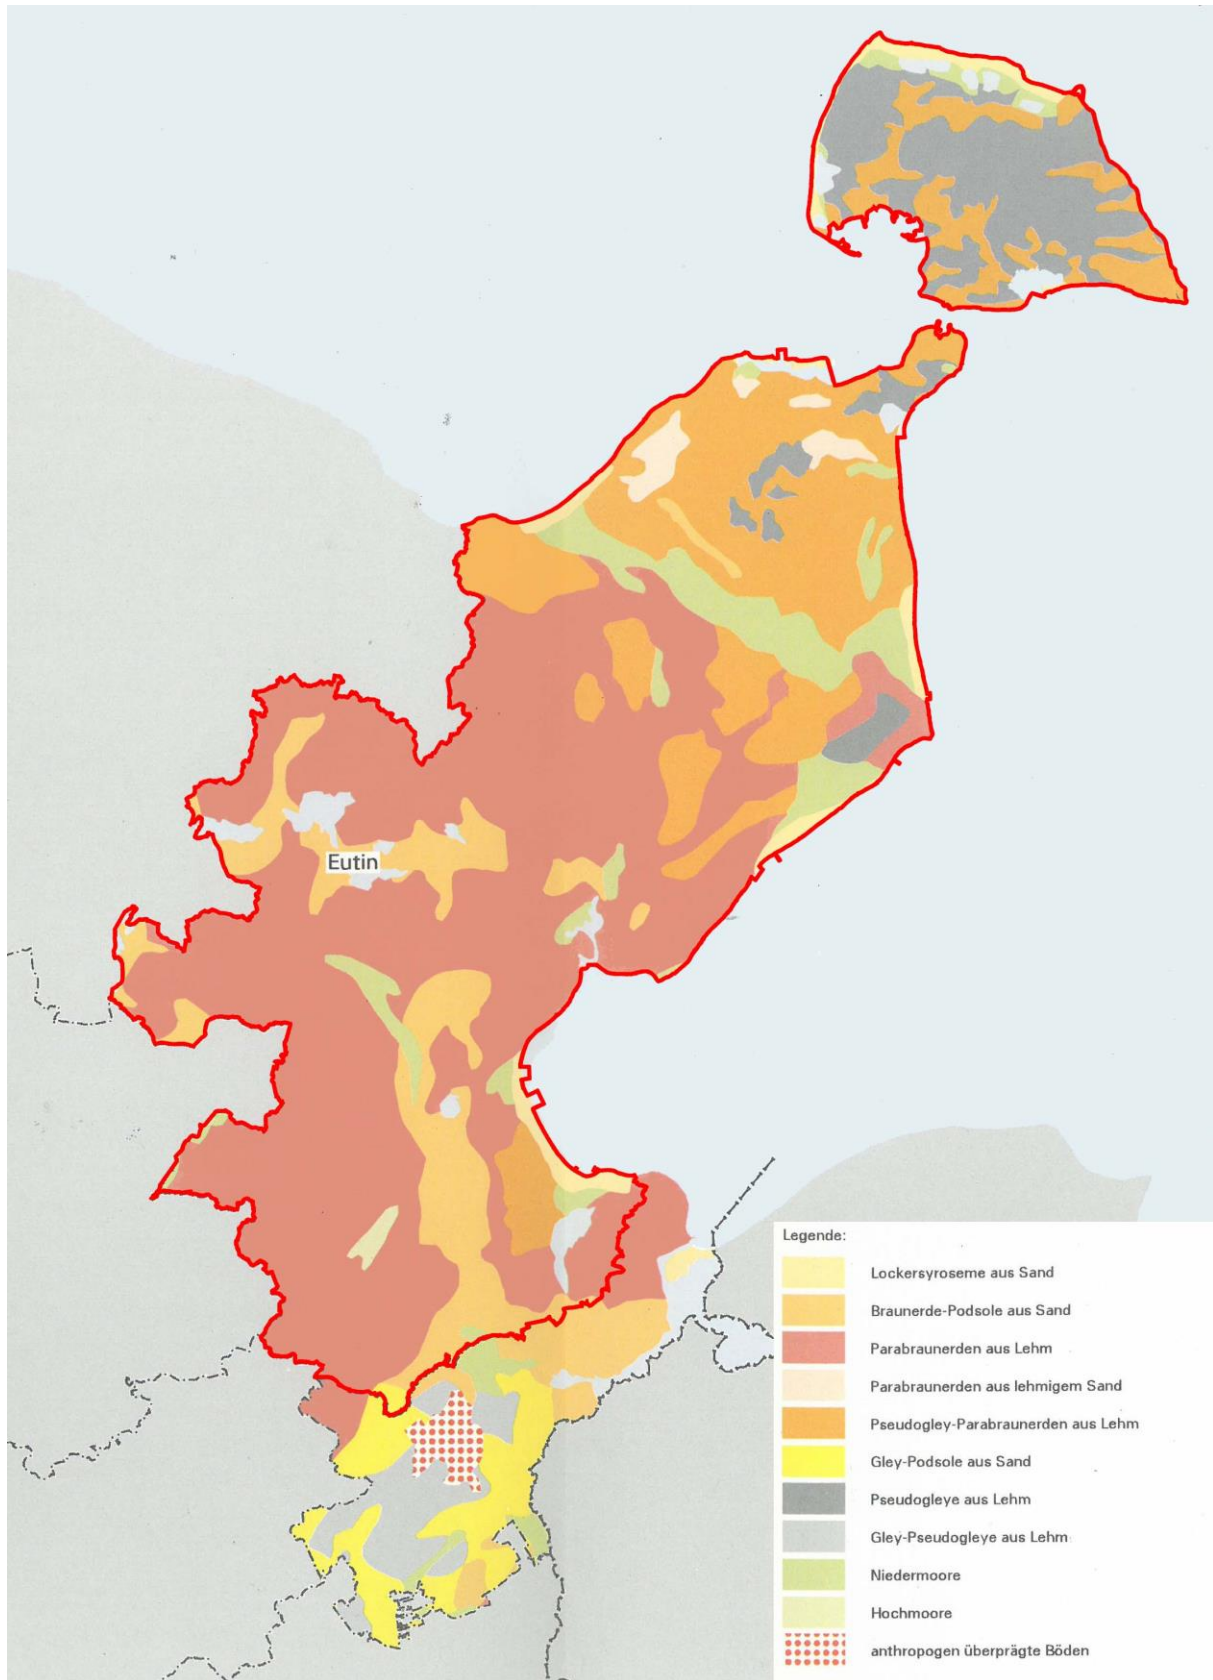 Eutin
Legende:
Lockersyroseme aus Sand
Braunerde-Podsole aus Sand
Parabraunerden aus Lehm
Parabraunerden aus lehmigem Sand
Pseudogley-Parabraunerden aus Lehm
Gley-Podsole aus Sand
Pseudogleye aus Lehm
Gley-Pseudogleye aus Lehm
Niedermoore
Hochmoore
anthropogen überprägte Böden